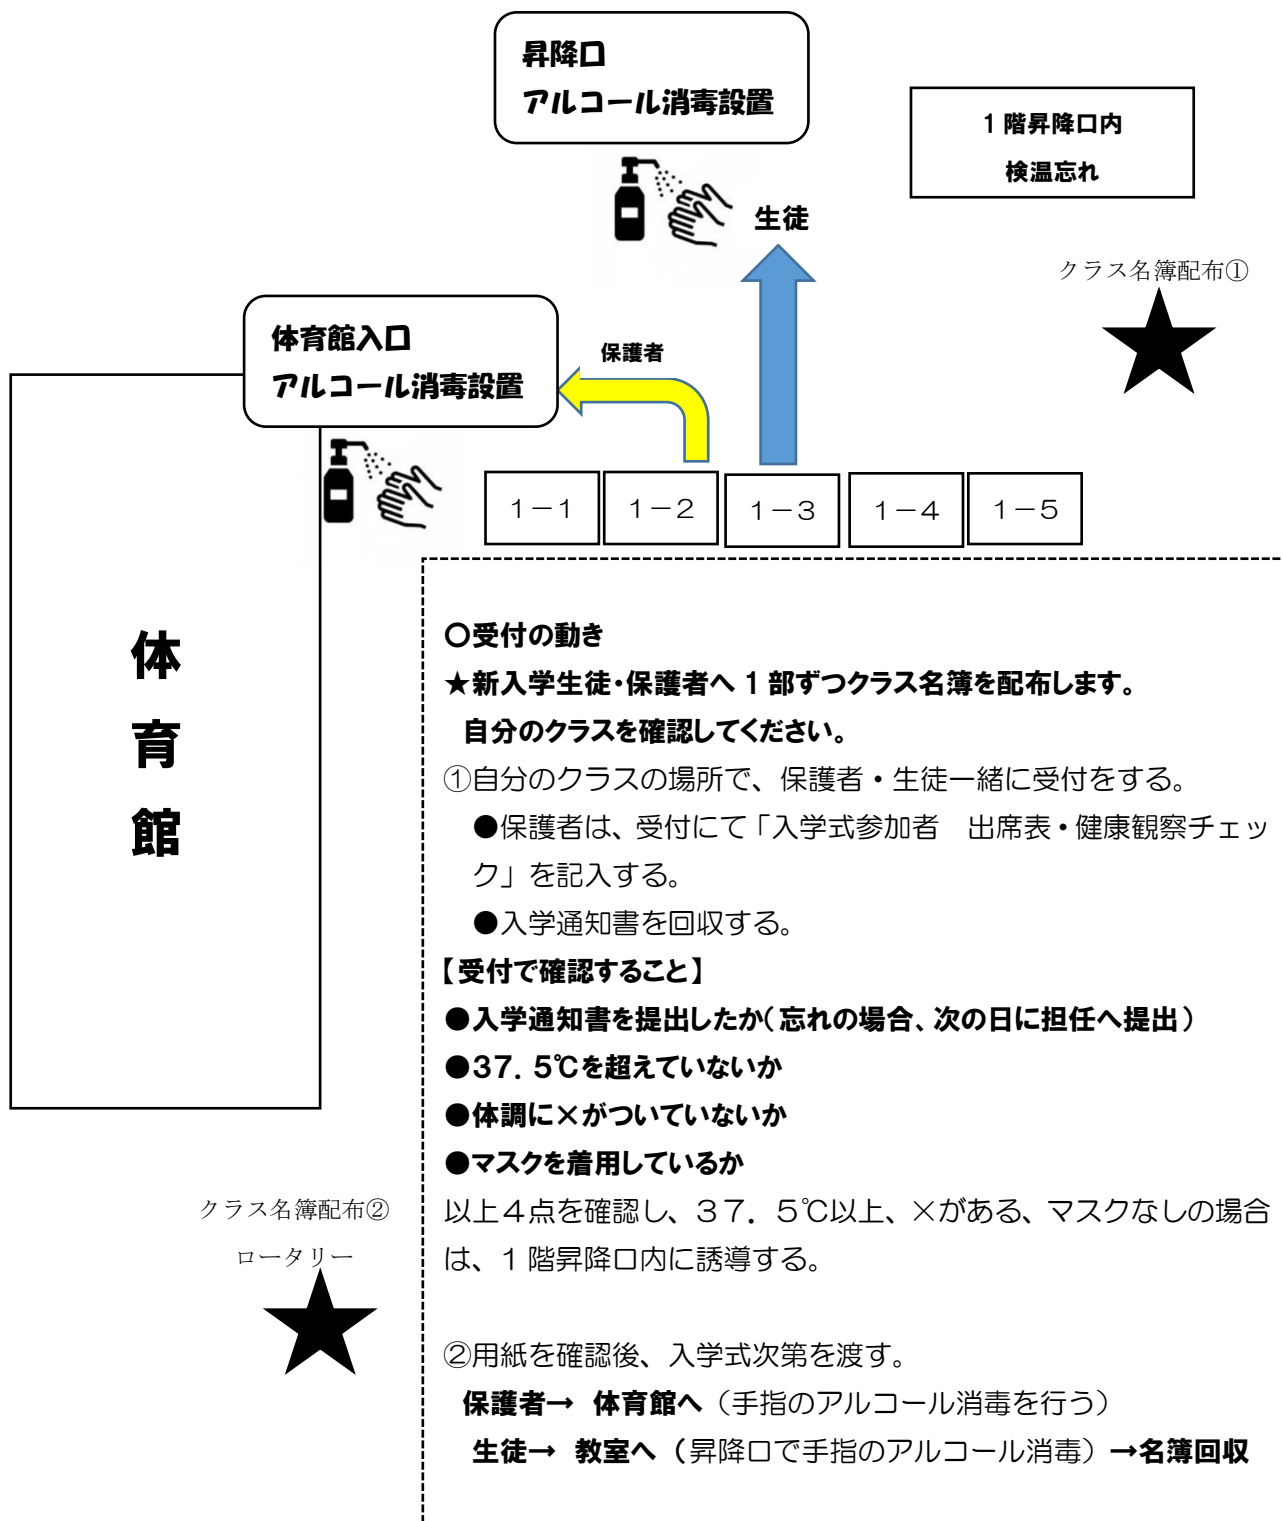 昇降口
アルコール消毒設置
1階昇降口内
検温忘れ
生徒
クラス名簿配布①
体育館入口
アルコール消毒設置
保護者
1－1
1－2
1－3
1－4
1－5
体
育
館
〇受付の動き
★新入学生徒・保護者へ1部ずつクラス名簿を配布します。
自分のクラスを確認してください。
①自分のクラスの場所で、保護者・生徒一緒に受付をする。
●保護者は、受付にて「入学式参加者　出席表・健康観察チェッ
ク」を記入する。
●入学通知書を回収する。
【受付で確認すること】
●入学通知書を提出したか（忘れの場合、次の日に担任へ提出）
●３７．５℃を超えていないか
●体調に×がついていないか
●マスクを着用しているか
以上４点を確認し、３７．５℃以上、×がある、マスクなしの場合
は、1階昇降口内に誘導する。
クラス名簿配布②
ロータリー
②用紙を確認後、入学式次第を渡す。
保護者→ 体育館へ（手指のアルコール消毒を行う）
生徒→ 教室へ（昇降口で手指のアルコール消毒）→名簿回収